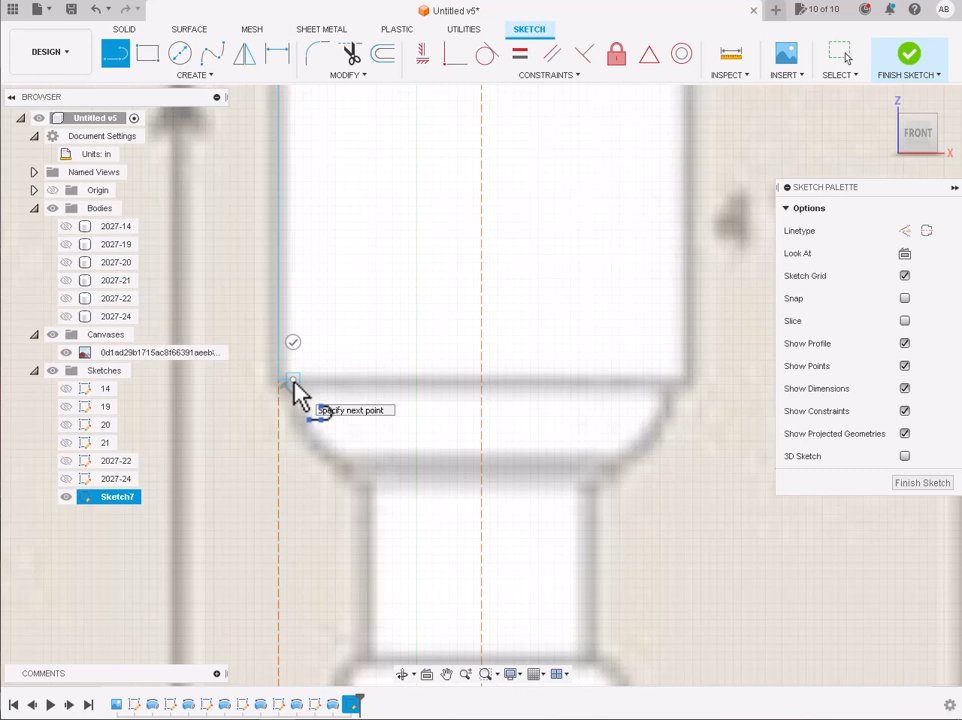 Untitled v5*
10 of 10
AB
DESIGN
SOLID
SURFACE
MESH
SHEET METAL
PLASTIC
UTILITIES
SKETCH
CREATE
MODIFY
CONSTRAINTS
INSPECT
INSERT
SELECT
FINISH SKETCH
BROWSER
Untitled v5
Document Settings
Units: in
Named Views
Origin
Bodies
2027-14
2027-19
2027-20
2027-21
2027-22
2027-24
Canvases
0d1ad29b1715ac8f66391aeebi...
Sketches
14
19
20
21
2027-22
2027-24
Sketch7
Specify next point
Z
FRONT
X
SKETCH PALETTE
Options
Linetype
Look At
Sketch Grid
Snap
Slice
Show Profile
Show Points
Show Dimensions
Show Constraints
Show Projected Geometries
3D Sketch
Finish Sketch
COMMENTS